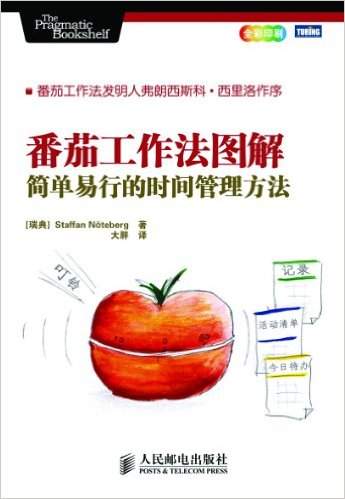 The
Pragmatic
Bookshelf
全彩印刷
TURING
番茄工作法发明人弗朗西斯科·西里洛作序
番茄工作法图解
简单易行的时间管理方法
[瑞典] Staffan Nöteberg 著
大胖 译
叮铃
记录
活动清单
今日待办
人民邮电出版社
POSTS & TELECOM PRESS